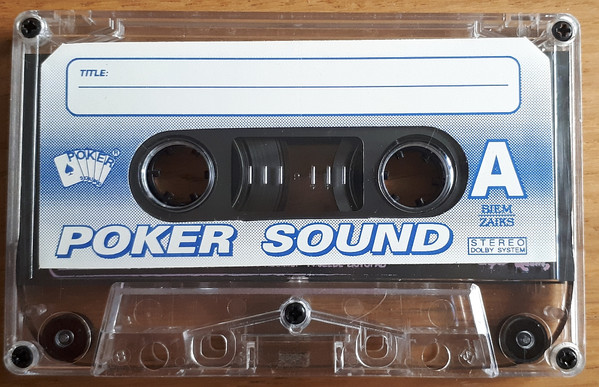 TITLE:
POKER®
A
BIEM
ZAIKS
POKER SOUND
STEREO
DOLBY SYSTEM